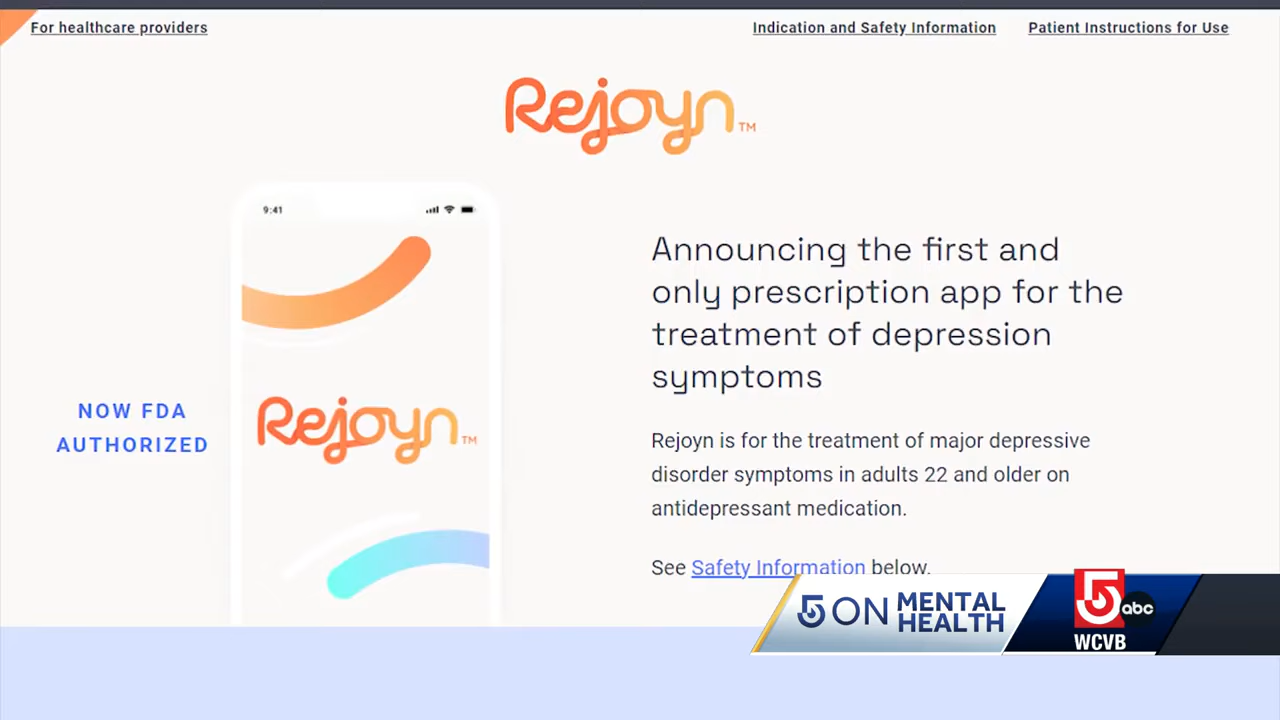 For healthcare providers
Indication and Safety Information
Patient Instructions for Use
Rejoyn™
9:41
Announcing the first and
only prescription app for the
treatment of depression
symptoms
NOW FDA
AUTHORIZED
Rejoyn™
Rejoyn is for the treatment of major depressive
disorder symptoms in adults 22 and older on
antidepressant medication.
See Safety Information below.
5 ON MENTAL
HEALTH
5 abc
WCVB